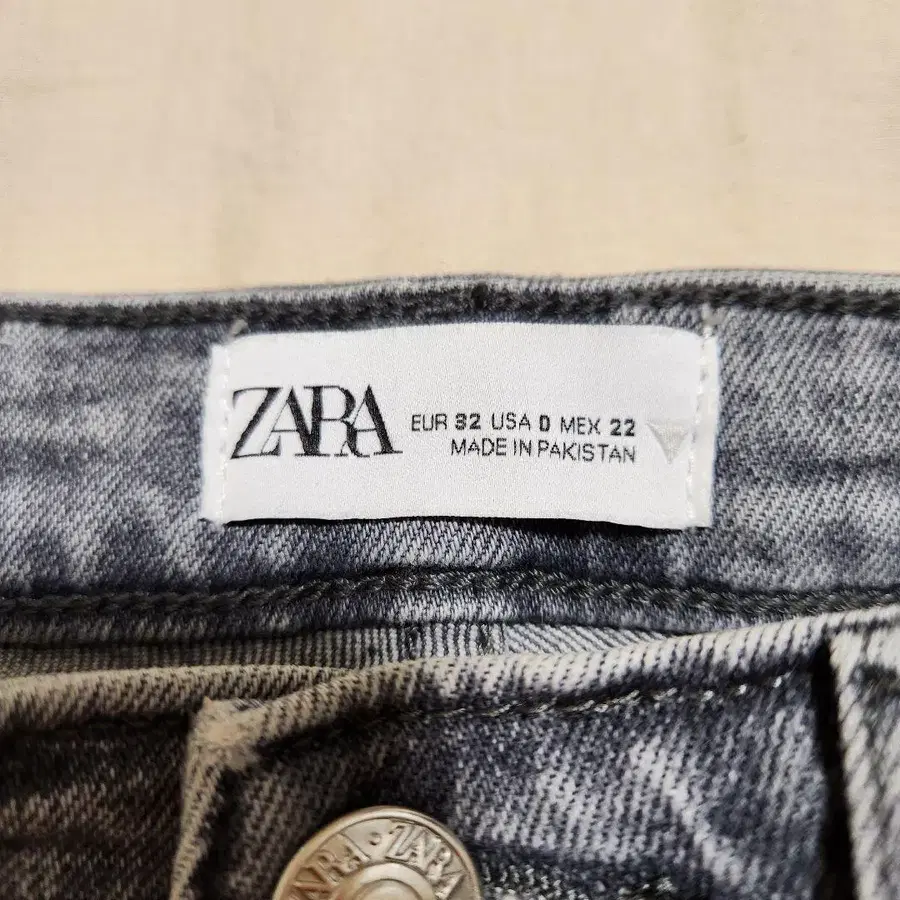 ZARA
EUR 32 USA 0 MEX 22
MADE IN PAKISTAN
ZARA · ZARA